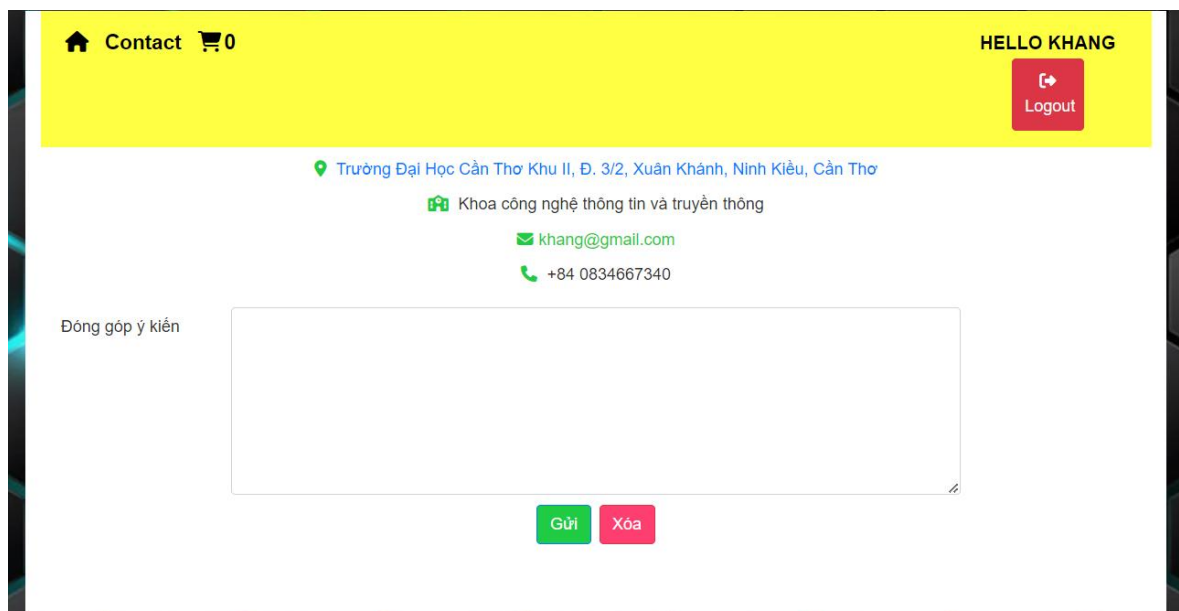 Contact 0
HELLO KHANG
Logout
Trường Đại Học Cần Thơ Khu II, Đ. 3/2, Xuân Khánh, Ninh Kiều, Cần Thơ
Khoa công nghệ thông tin và truyền thông
khang@gmail.com
+84 0834667340
Đóng góp ý kiến
Gửi Xóa